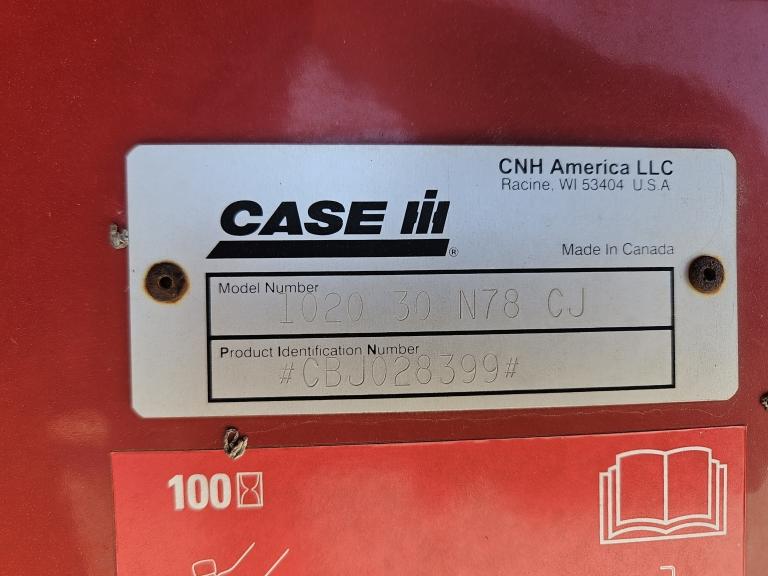 CNH America LLC
Racine, WI 53404 U.S.A
CASE IH
®
Made In Canada
Model Number
1020 30 N78 CJ
Product Identification Number
#CBJ028399#
100